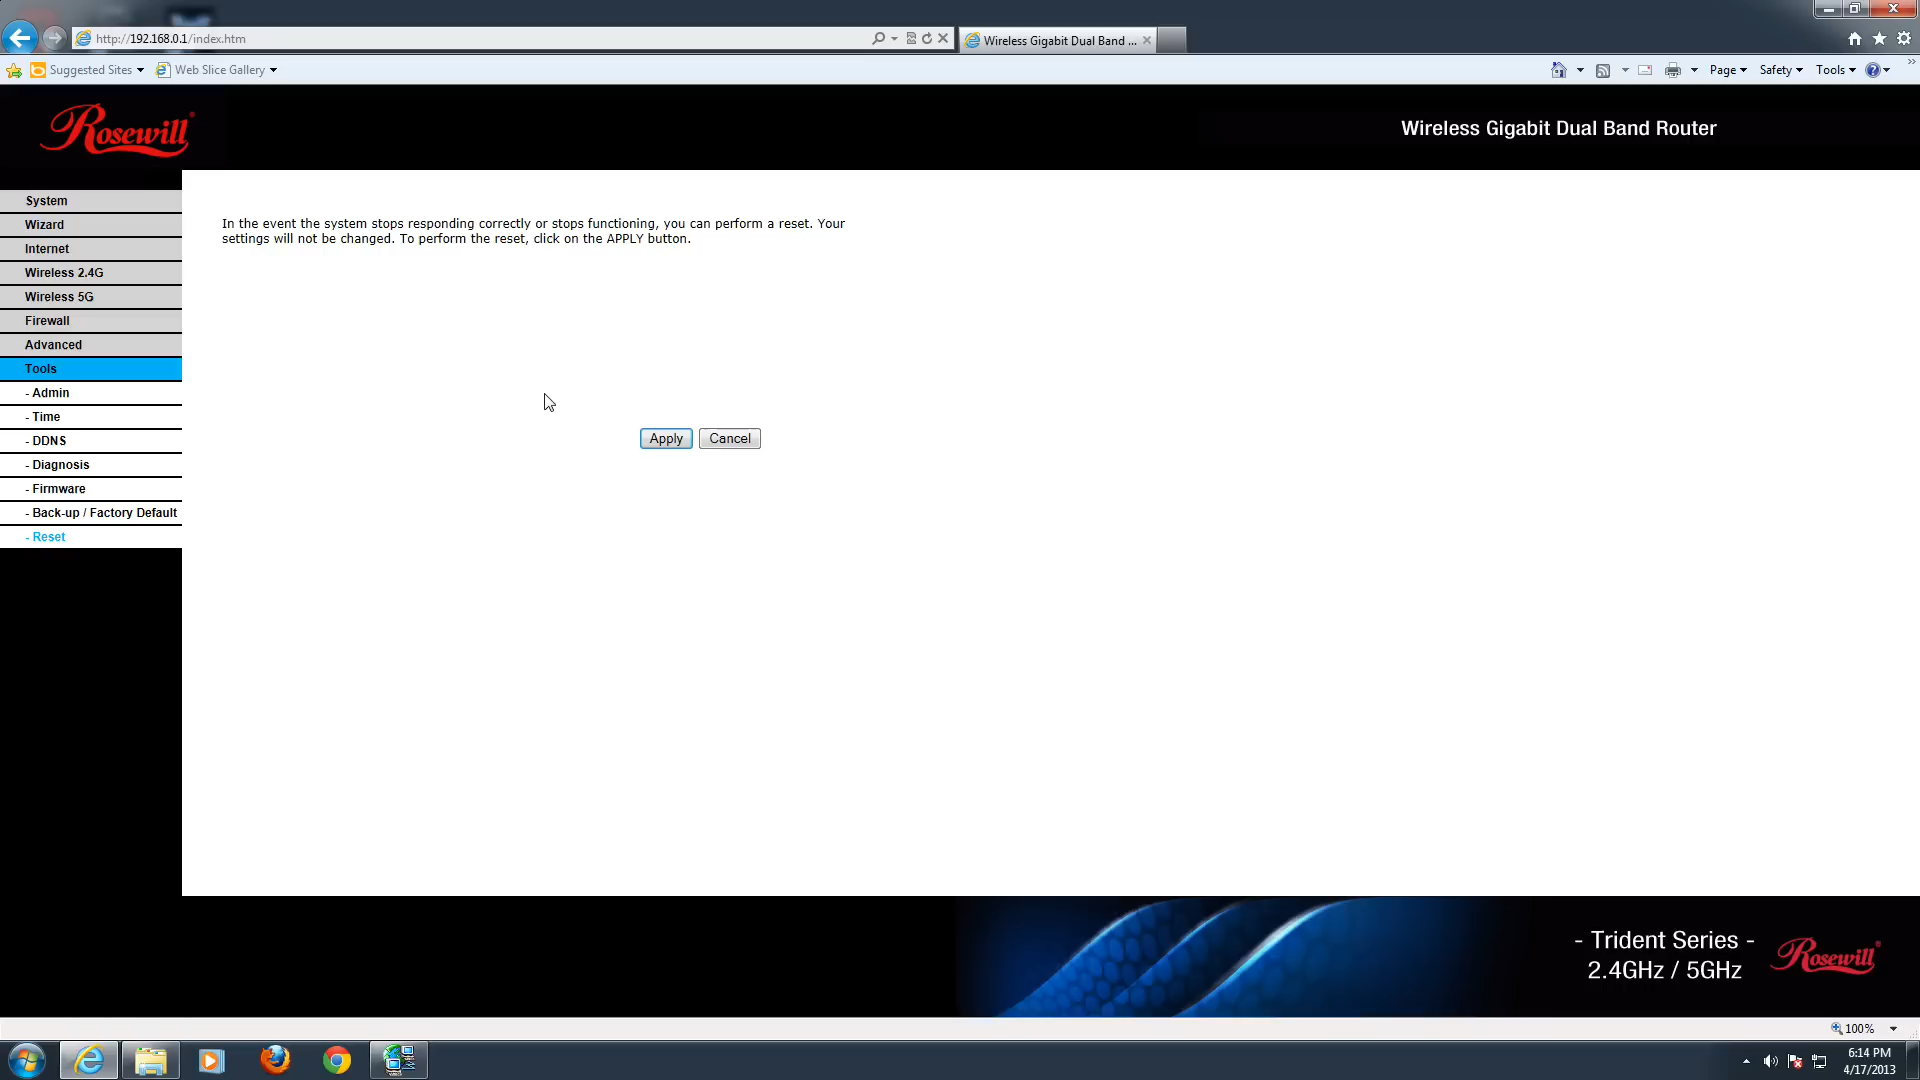 http://192.168.0.1/index.htm
Wireless Gigabit Dual Band ...
Suggested Sites
Web Slice Gallery
Page
Safety
Tools
»
Rosewill®
Wireless Gigabit Dual Band Router
System
Wizard
Internet
Wireless 2.4G
Wireless 5G
Firewall
Advanced
Tools
- Admin
- Time
- DDNS
- Diagnosis
- Firmware
- Back-up / Factory Default
- Reset
In the event the system stops responding correctly or stops functioning, you can perform a reset. Your
settings will not be changed. To perform the reset, click on the APPLY button.
Apply
Cancel
- Trident Series -
2.4GHz / 5GHz
Rosewill®
100%
6:14 PM
4/17/2013